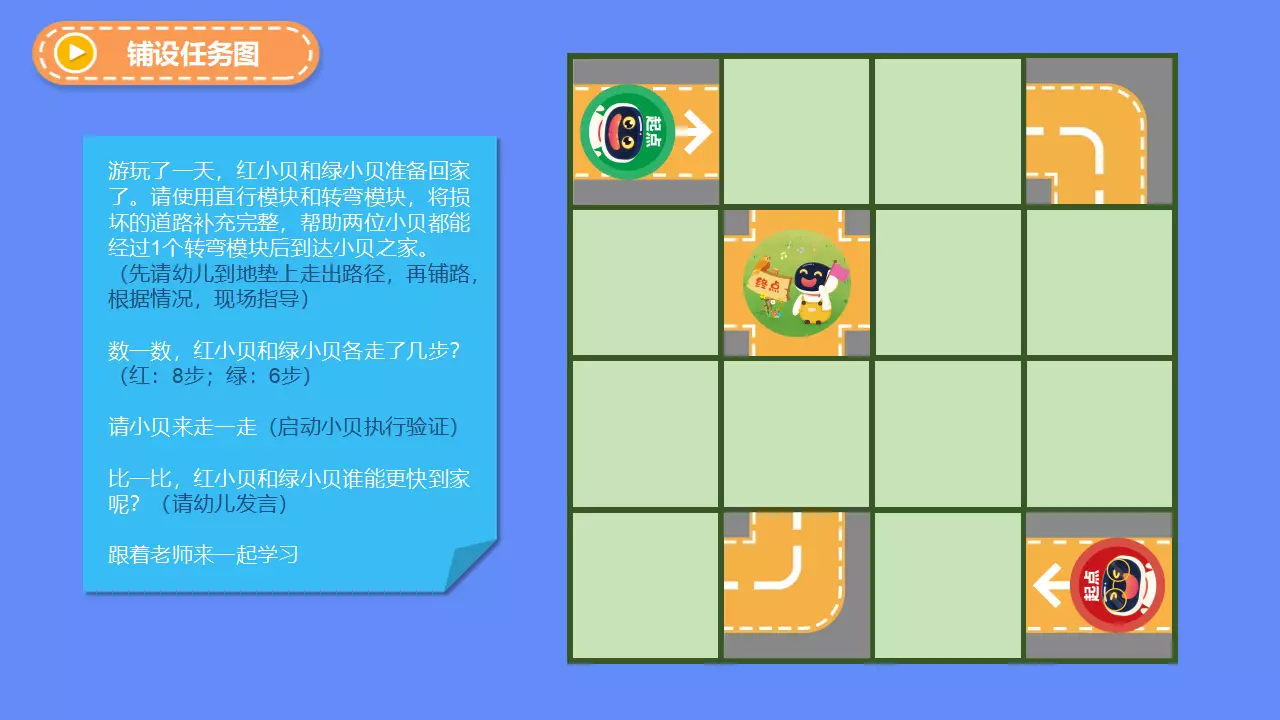 铺设任务图
游玩了一天，红小贝和绿小贝准备回家
了。请使用直行模块和转弯模块，将损
坏的道路补充完整，帮助两位小贝都能
经过1个转弯模块后到达小贝之家。
（先请幼儿到地垫上走出路径，再铺路，
根据情况，现场指导）
数一数，红小贝和绿小贝各走了几步？
（红：8步；绿：6步）
请小贝来走一走（启动小贝执行验证）
比一比，红小贝和绿小贝谁能更快到家
呢？（请幼儿发言）
跟着老师来一起学习
起点
终点
起点